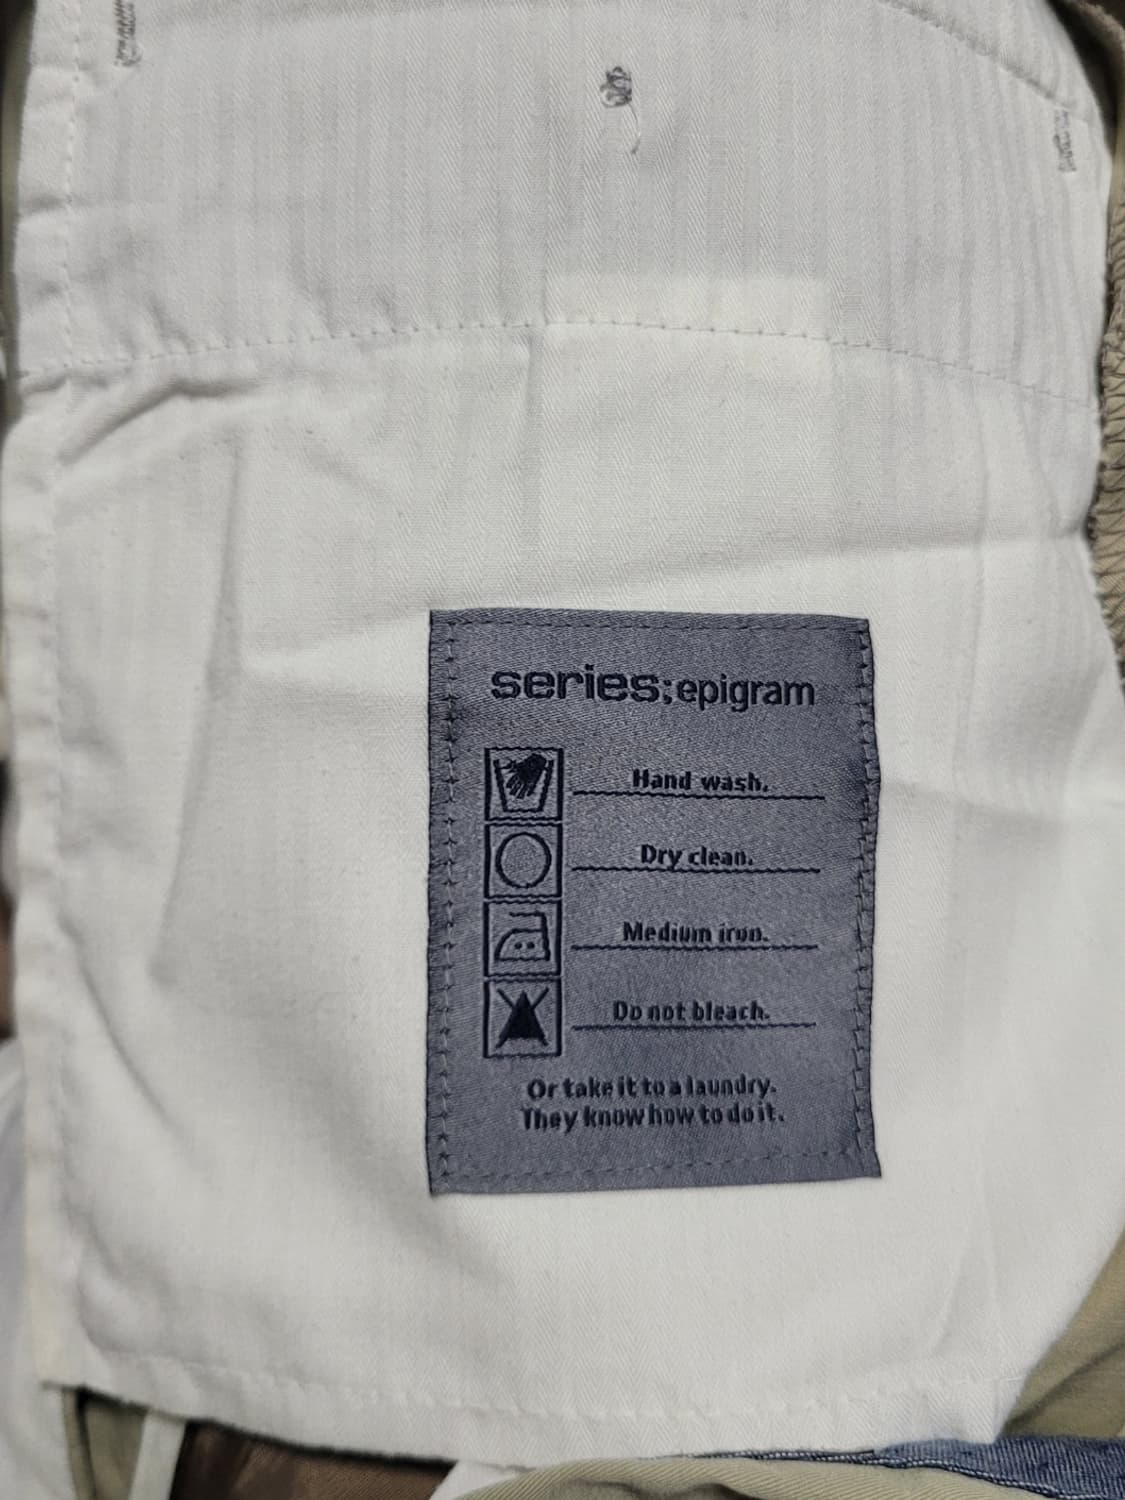 series:epigram
Hand wash.
Dry clean.
Medium iron.
Do not bleach.
Or take it to a laundry.
They know how to do it.